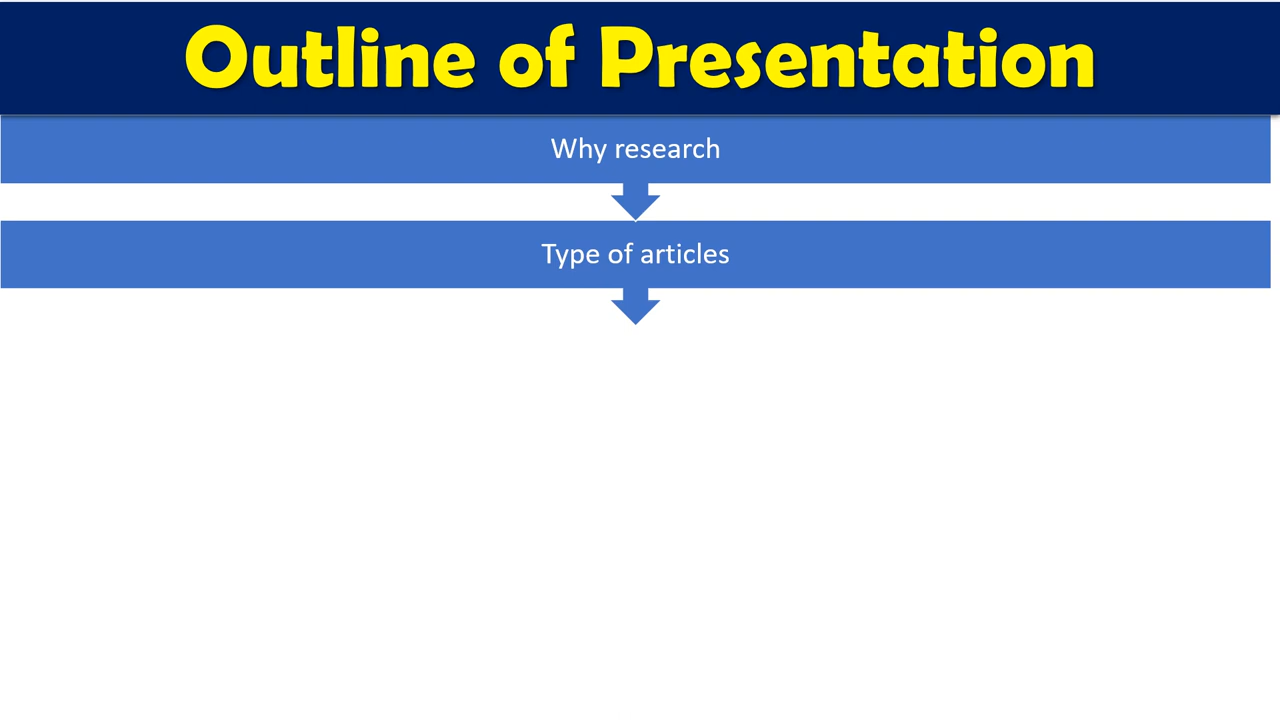 Outline of Presentation
Why research
Type of articles